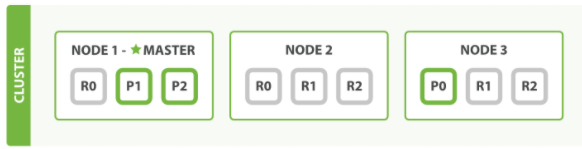 CLUSTER
NODE 1 - ★ MASTER
R0 P1 P2
NODE 2
R0 R1 R2
NODE 3
P0 R1 R2